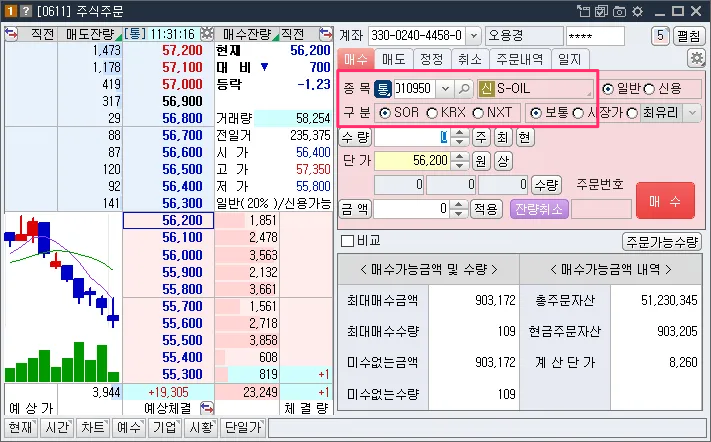 1 ? [0611] 주식주문
직전 매도잔량 [통] 11:31:16 매수잔량 직전
계좌 330-0240-4458-0 오용경 **** 5 펼침
1,473 57,200 현재 56,200
1,178 57,100 대 비 ▼ 700
419 57,000 등락 -1.23
317 56,900
29 56,800 거래량 58,254
88 56,700 전일거 235,375
87 56,600 시 가 56,400
120 56,500 고 가 57,350
92 56,400 저 가 55,800
141 56,300 일반(20% )/신용가능
56,200 1,851
56,100 2,478
56,000 3,563
55,900 2,132
55,800 3,661
55,700 1,561
55,600 2,718
55,500 3,858
55,400 608
55,300 819 +1
3,944 +19,305 23,249 +1
예 상 가 예상체결 체 결 량
매수 매도 정정 취소 주문내역 일지
종 목 통 010950 신 S-OIL 일반 신용
구 분 SOR KRX NXT 보통 시장가 최유리
수 량 0 주 최 현
단 가 56,200 원 상
0 0 0 수량 주문번호
금 액 0 적용 잔량취소 매 수
비교 주문가능수량
< 매수가능금액 및 수량 > < 매수가능금액 내역 >
최대매수금액 903,172 총주문자산 51,230,345
최대매수수량 109 현금주문자산 903,205
미수없는금액 903,172 계 산 단 가 8,260
미수없는수량 109
현재 시간 차트 예수 기업 시황 단일가